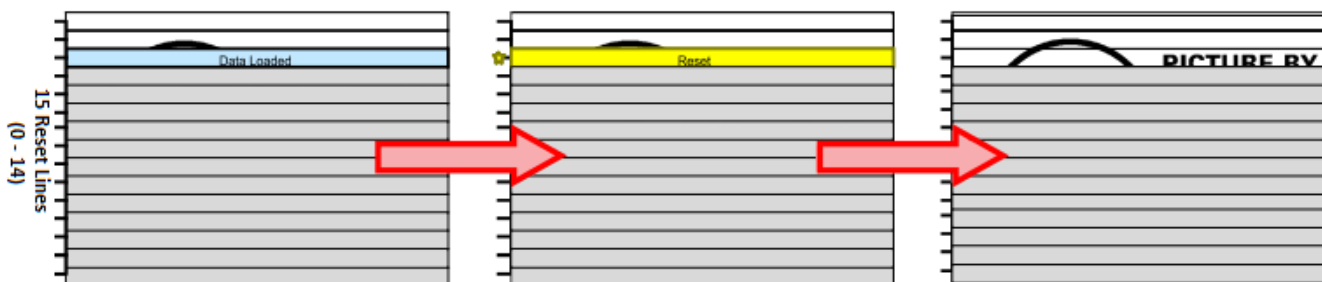 15 Reset Lines
(0 - 14)
Data Loaded
Reset
PICTURE BY